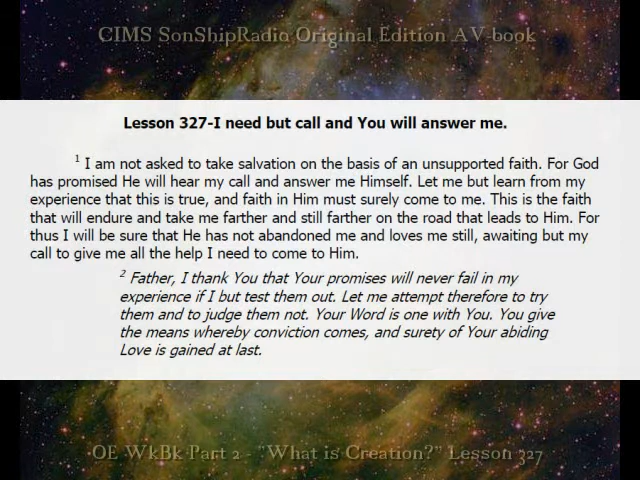 CIMS SonShipRadio Original Edition AV-book
Lesson 327-I need but call and You will answer me.
1 I am not asked to take salvation on the basis of an unsupported faith. For God
has promised He will hear my call and answer me Himself. Let me but learn from my
experience that this is true, and faith in Him must surely come to me. This is the faith
that will endure and take me farther and still farther on the road that leads to Him. For
thus I will be sure that He has not abandoned me and loves me still, awaiting but my
call to give me all the help I need to come to Him.
2 Father, I thank You that Your promises will never fail in my
experience if I but test them out. Let me attempt therefore to try
them and to judge them not. Your Word is one with You. You give
the means whereby conviction comes, and surety of Your abiding
Love is gained at last.
OE WkBk Part 2 - "What is Creation?" Lesson 327